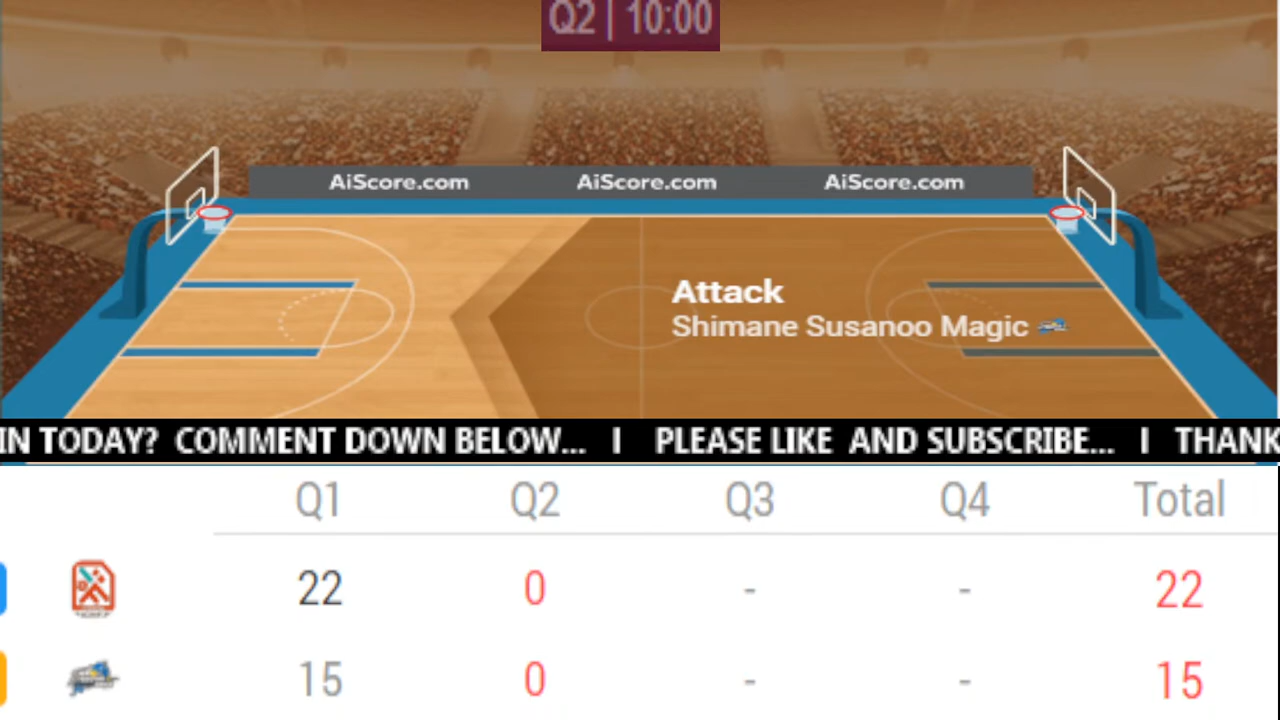 Q2 | 10:00
AiScore.com AiScore.com AiScore.com
Attack
Shimane Susanoo Magic
IN TODAY? COMMENT DOWN BELOW... I PLEASE LIKE AND SUBSCRIBE... I THANK
Q1 Q2 Q3 Q4 Total
22 0 - - 22
15 0 - - 15